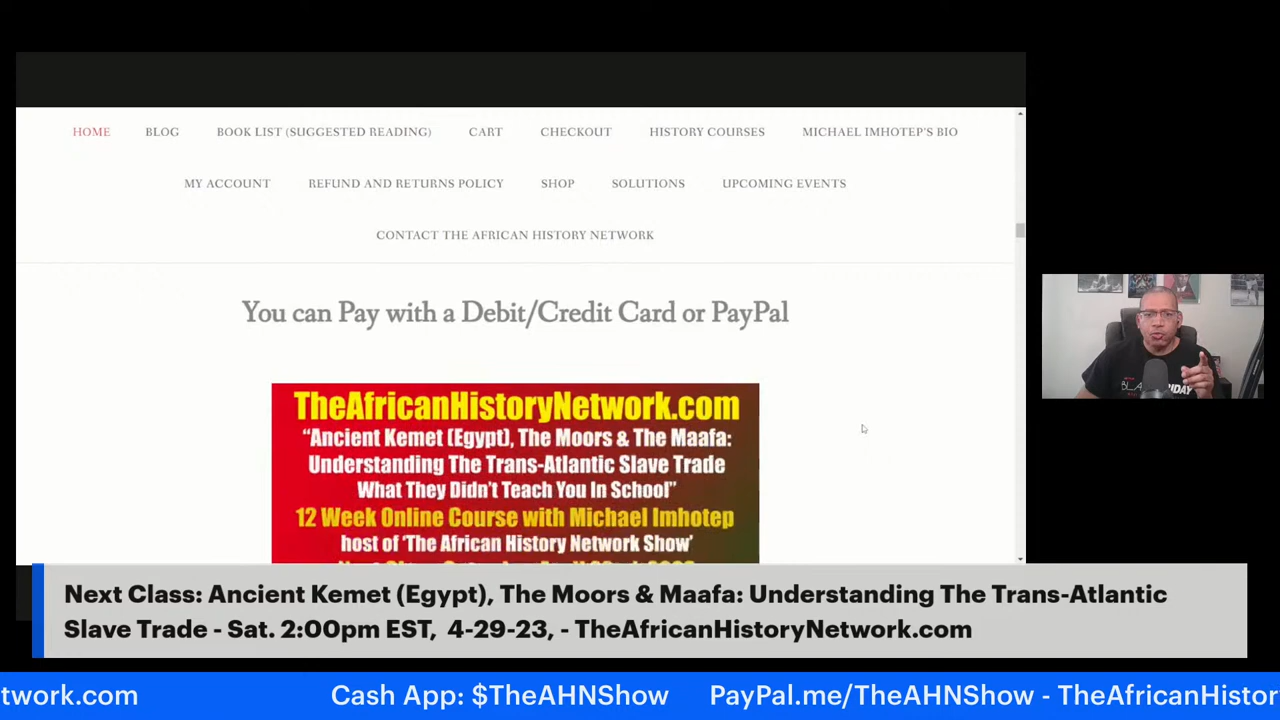 HOME BLOG BOOK LIST (SUGGESTED READING) CART CHECKOUT HISTORY COURSES MICHAEL IMHOTEP'S BIO
MY ACCOUNT REFUND AND RETURNS POLICY SHOP SOLUTIONS UPCOMING EVENTS
CONTACT THE AFRICAN HISTORY NETWORK
You can Pay with a Debit/Credit Card or PayPal
TheAfricanHistoryNetwork.com
"Ancient Kemet (Egypt), The Moors & The Maafa:
Understanding The Trans-Atlantic Slave Trade
What They Didn't Teach You In School"
12 Week Online Course with Michael Imhotep
host of 'The African History Network Show'
Next Class: Ancient Kemet (Egypt), The Moors & Maafa: Understanding The Trans-Atlantic
Slave Trade - Sat. 2:00pm EST, 4-29-23, - TheAfricanHistoryNetwork.com
twork.com Cash App: $TheAHNShow PayPal.me/TheAHNShow - TheAfricanHistor